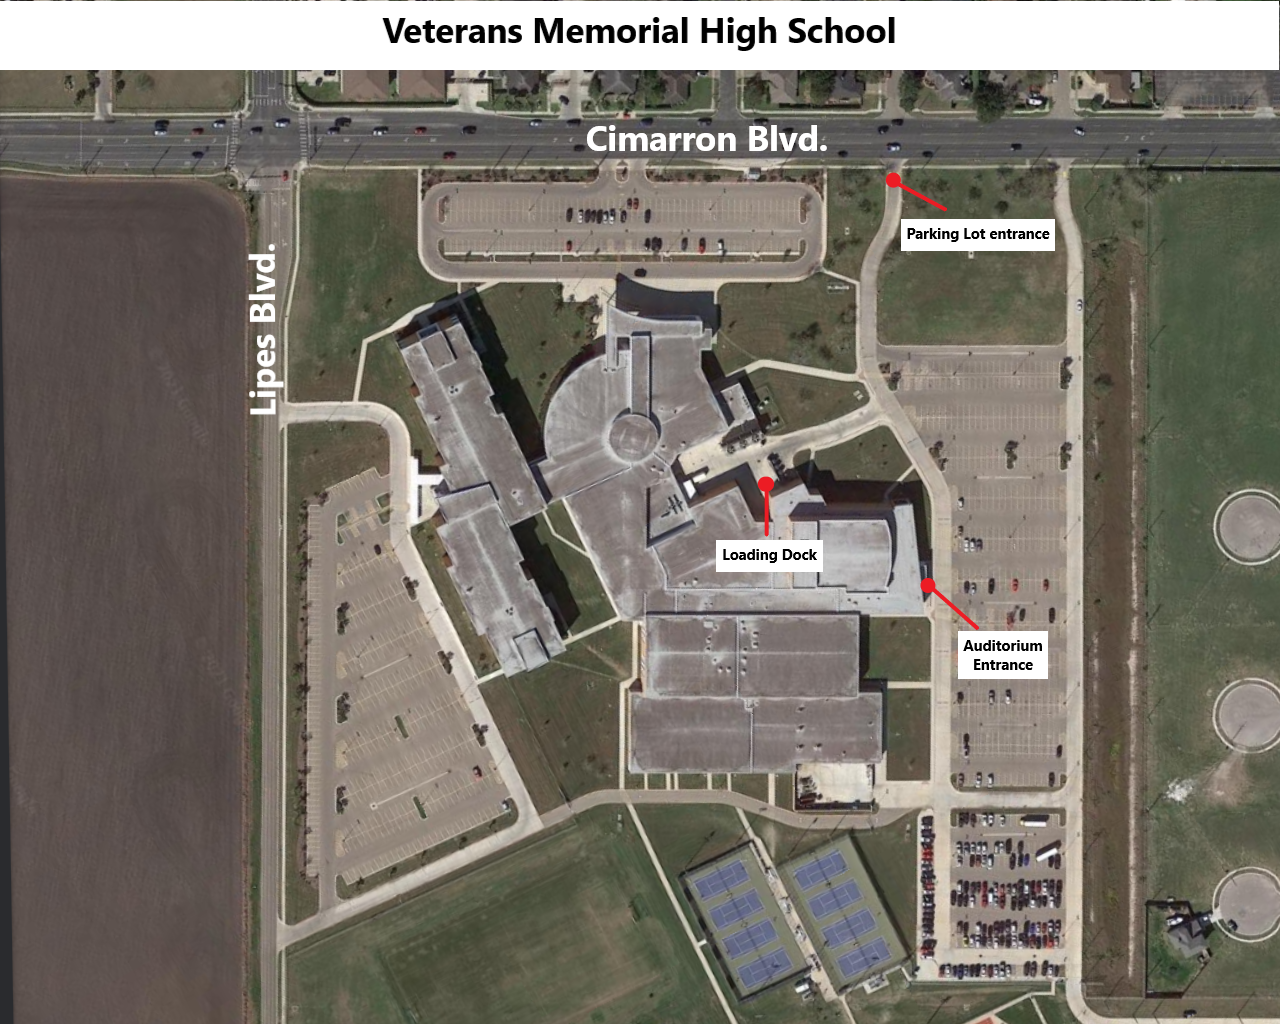 Veterans Memorial High School
Cimarron Blvd.
Parking Lot entrance
Lipes Blvd.
Loading Dock
Auditorium
Entrance